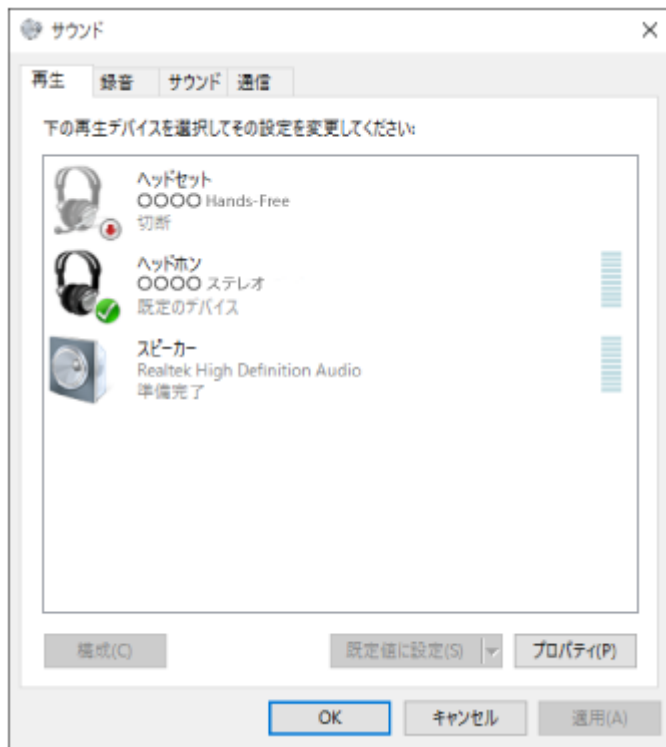 サウンド
再生 録音 サウンド 通信
下の再生デバイスを選択してその設定を変更してください:
ヘッドセット
〇〇〇〇 Hands-Free
切断
ヘッドホン
〇〇〇〇 ステレオ
既定のデバイス
スピーカー
Realtek High Definition Audio
準備完了
構成(C) 既定値に設定(S) プロパティ(P)
OK キャンセル 適用(A)